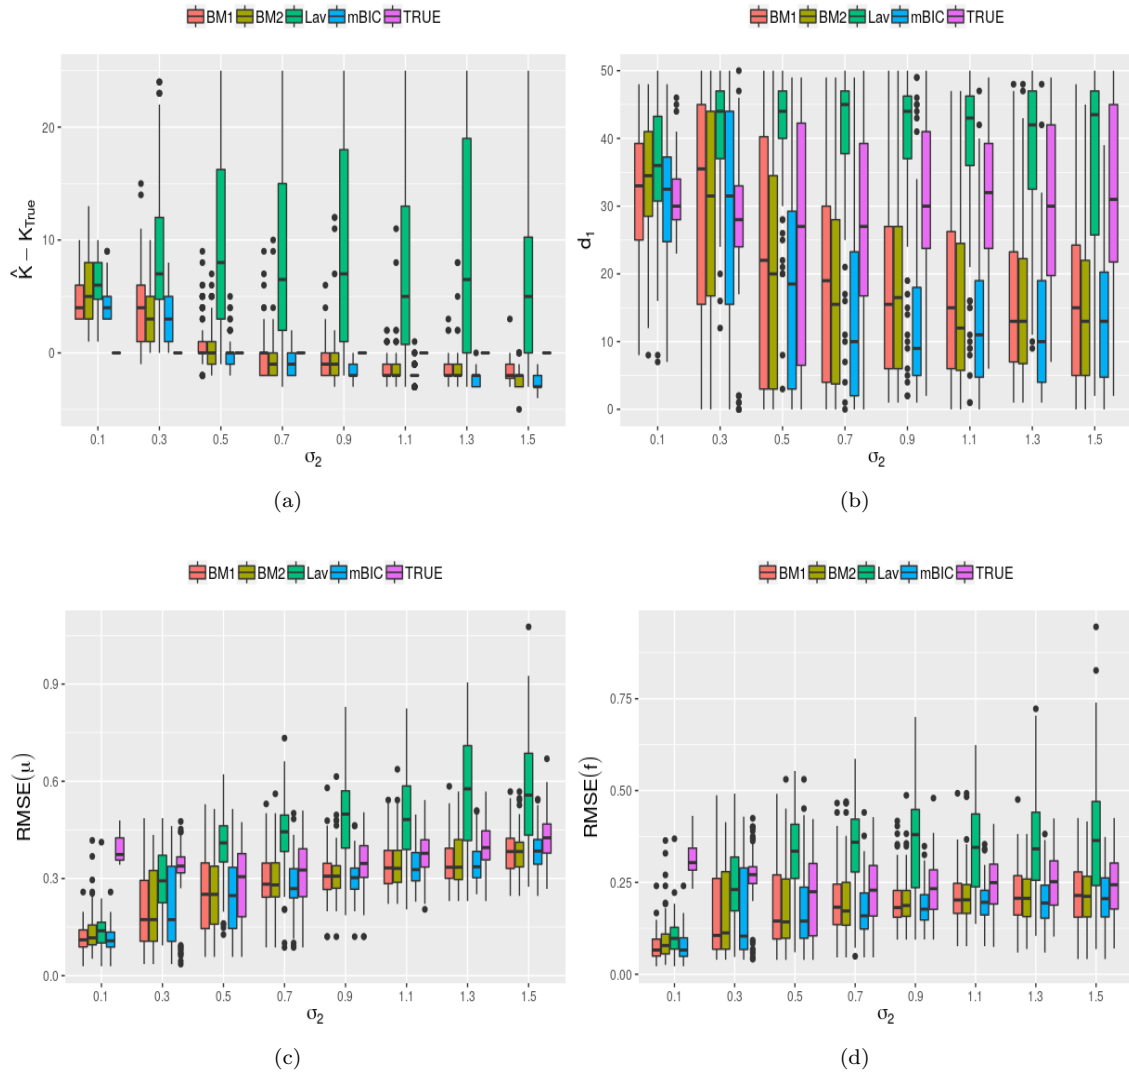 BM1 BM2 Lav mBIC TRUE
K̂ − K_True
20
10
0
0.1 0.3 0.5 0.7 0.9 1.1 1.3 1.5
σ₂
(a)
BM1 BM2 Lav mBIC TRUE
d₁
50
40
30
20
10
0
0.1 0.3 0.5 0.7 0.9 1.1 1.3 1.5
σ₂
(b)
BM1 BM2 Lav mBIC TRUE
RMSE(μ)
0.9
0.6
0.3
0.0
0.1 0.3 0.5 0.7 0.9 1.1 1.3 1.5
σ₂
(c)
BM1 BM2 Lav mBIC TRUE
RMSE(f)
0.75
0.50
0.25
0.00
0.1 0.3 0.5 0.7 0.9 1.1 1.3 1.5
σ₂
(d)